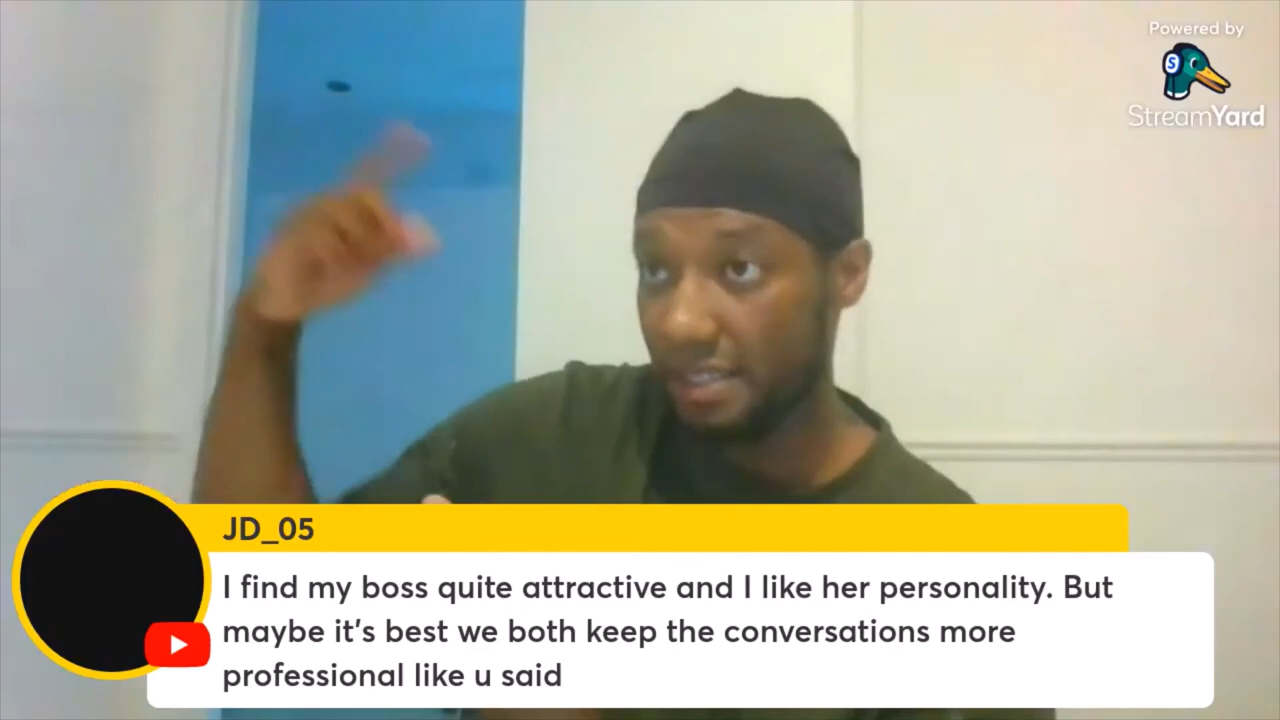 Powered by
S
StreamYard
JD_05
I find my boss quite attractive and I like her personality. But
maybe it's best we both keep the conversations more
professional like u said